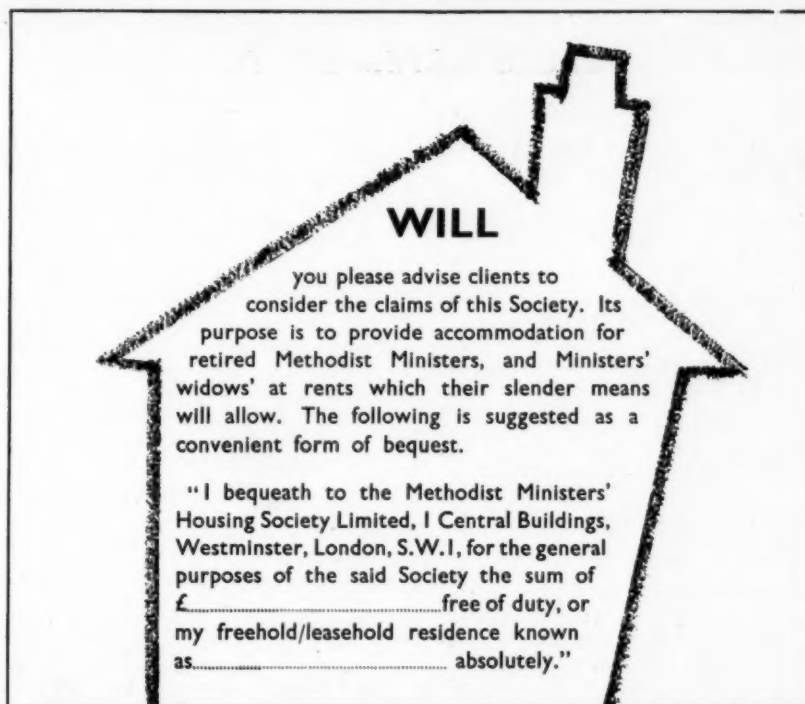 WILL
you please advise clients to
consider the claims of this Society. Its
purpose is to provide accommodation for
retired Methodist Ministers, and Ministers'
widows' at rents which their slender means
will allow. The following is suggested as a
convenient form of bequest.
"I bequeath to the Methodist Ministers'
Housing Society Limited, 1 Central Buildings,
Westminster, London, S.W.1, for the general
purposes of the said Society the sum of
£........................................free of duty, or
my freehold/leasehold residence known
as........................................ absolutely."